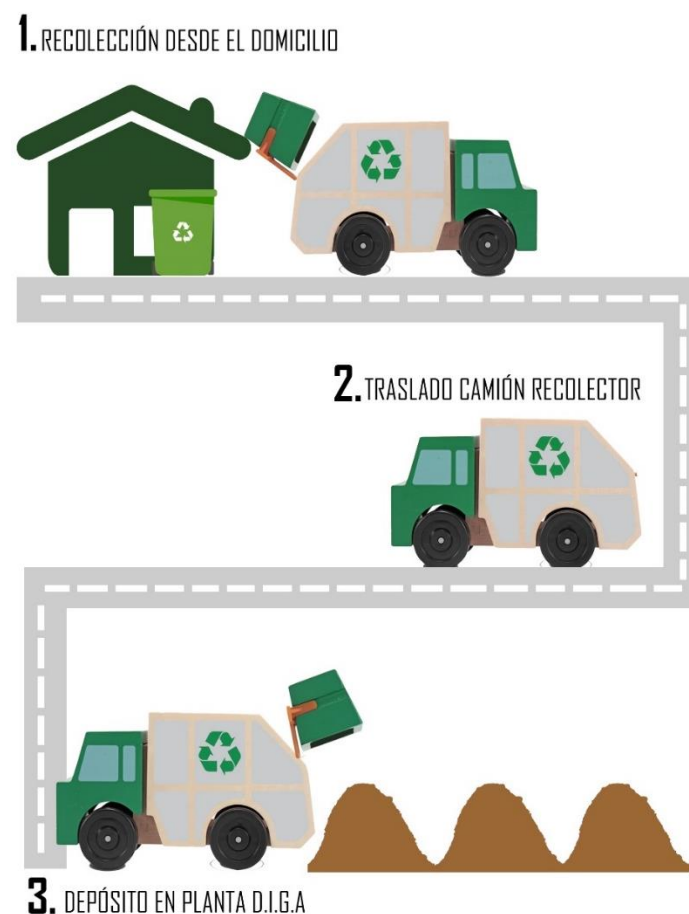 1. RECOLECCIÓN DESDE EL DOMICILIO
2. TRASLADO CAMIÓN RECOLECTOR
3. DEPÓSITO EN PLANTA D.I.G.A